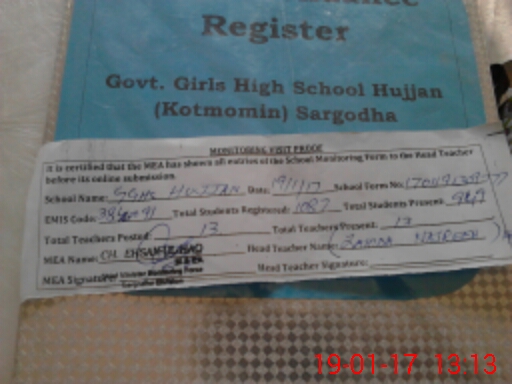 Register
Govt. Girls High School Hujjan
(Kotmomin) Sargodha
MONITORING VISIT PROOF
It is certified that the MEA has shown all entries of the School Monitoring Form to the Head Teacher
before its online submission.
School Name: GGHS HUJJAN Date: 19/1/17 School Term No:
EMIS Code: Total Students Registered: 1087 Total Students Present:
Total Teachers Posted: 13 Total Teachers Present: 13
MEA Name: CH. Head Teacher Name:
MEA Signature: Head Teacher Signature:
19-01-17 13:13